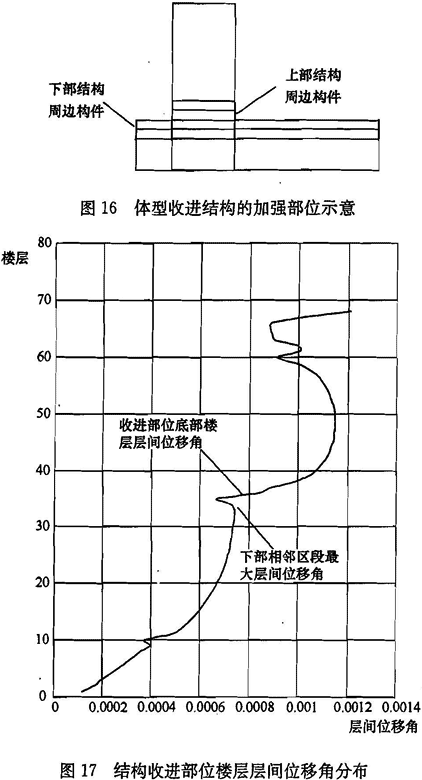 下部结构
周边构件
上部结构
周边构件
图 16 体型收进结构的加强部位示意
楼层
80
70
60
50
40
30
20
10
0
收进部位底部楼
层层间位移角
下部相邻区段最
大层间位移角
0 0.0002 0.0004 0.0006 0.0008 0.001 0.0012 0.0014
层间位移角
图 17 结构收进部位楼层层间位移角分布